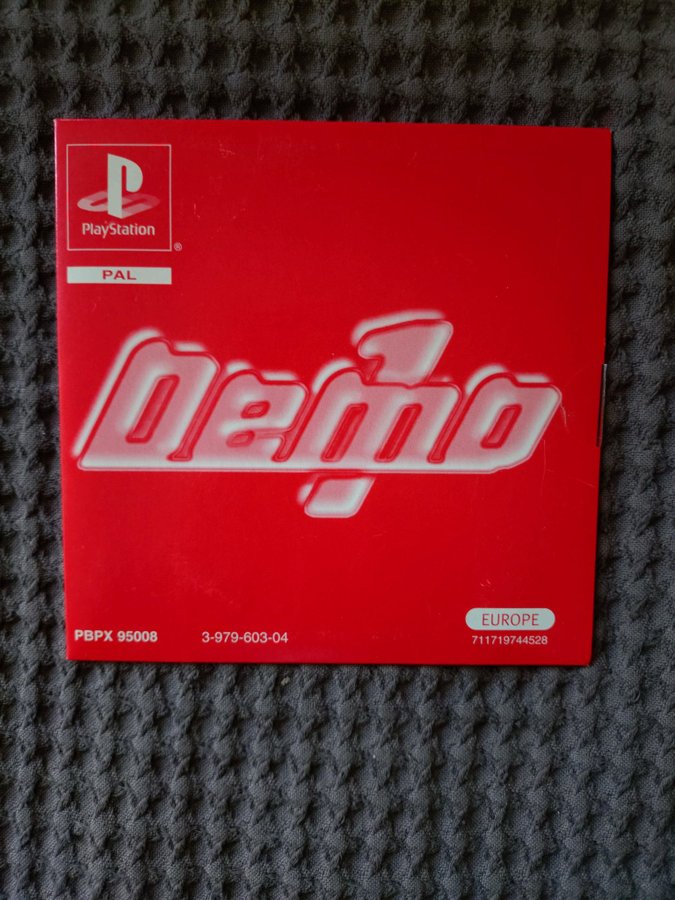 PlayStation
®
PAL
Demo 1
EUROPE
PBPX 95008 3-979-603-04 711719744528